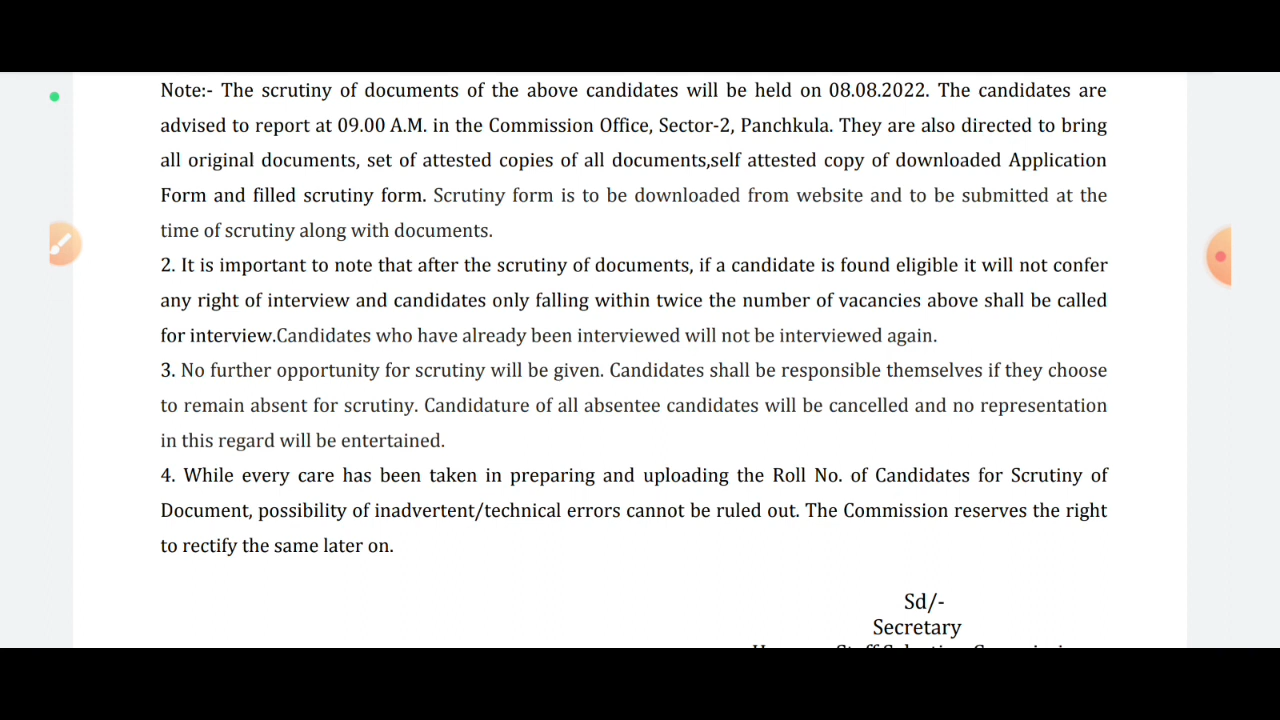 Note:- The scrutiny of documents of the above candidates will be held on 08.08.2022. The candidates are
advised to report at 09.00 A.M. in the Commission Office, Sector-2, Panchkula. They are also directed to bring
all original documents, set of attested copies of all documents,self attested copy of downloaded Application
Form and filled scrutiny form. Scrutiny form is to be downloaded from website and to be submitted at the
time of scrutiny along with documents.
2. It is important to note that after the scrutiny of documents, if a candidate is found eligible it will not confer
any right of interview and candidates only falling within twice the number of vacancies above shall be called
for interview.Candidates who have already been interviewed will not be interviewed again.
3. No further opportunity for scrutiny will be given. Candidates shall be responsible themselves if they choose
to remain absent for scrutiny. Candidature of all absentee candidates will be cancelled and no representation
in this regard will be entertained.
4. While every care has been taken in preparing and uploading the Roll No. of Candidates for Scrutiny of
Document, possibility of inadvertent/technical errors cannot be ruled out. The Commission reserves the right
to rectify the same later on.
Sd/-
Secretary